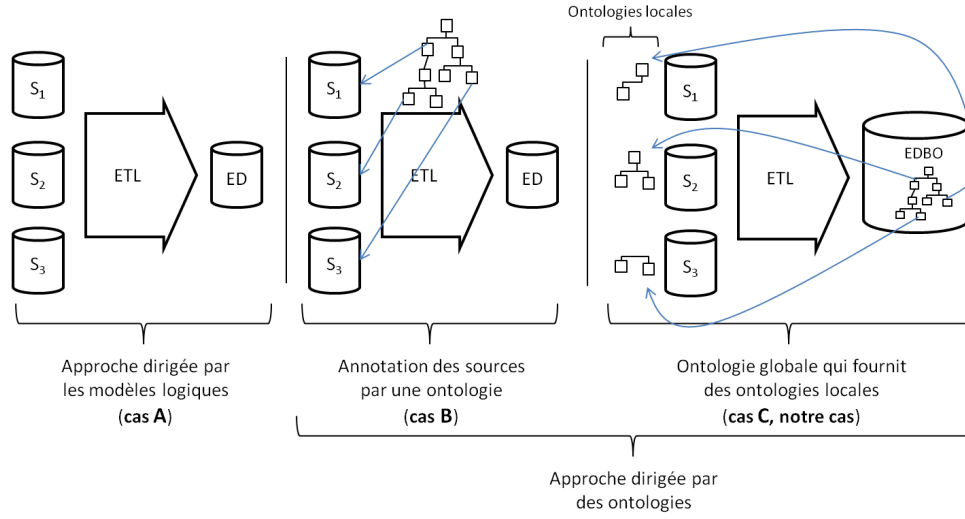 Ontologies locales
S1
S2
S3
ETL
ED
S1
S2
S3
ETL
ED
S1
S2
S3
ETL
EDBO
Approche dirigée par
les modèles logiques
(cas A)
Annotation des sources
par une ontologie
(cas B)
Ontologie globale qui fournit
des ontologies locales
(cas C, notre cas)
Approche dirigée par
des ontologies